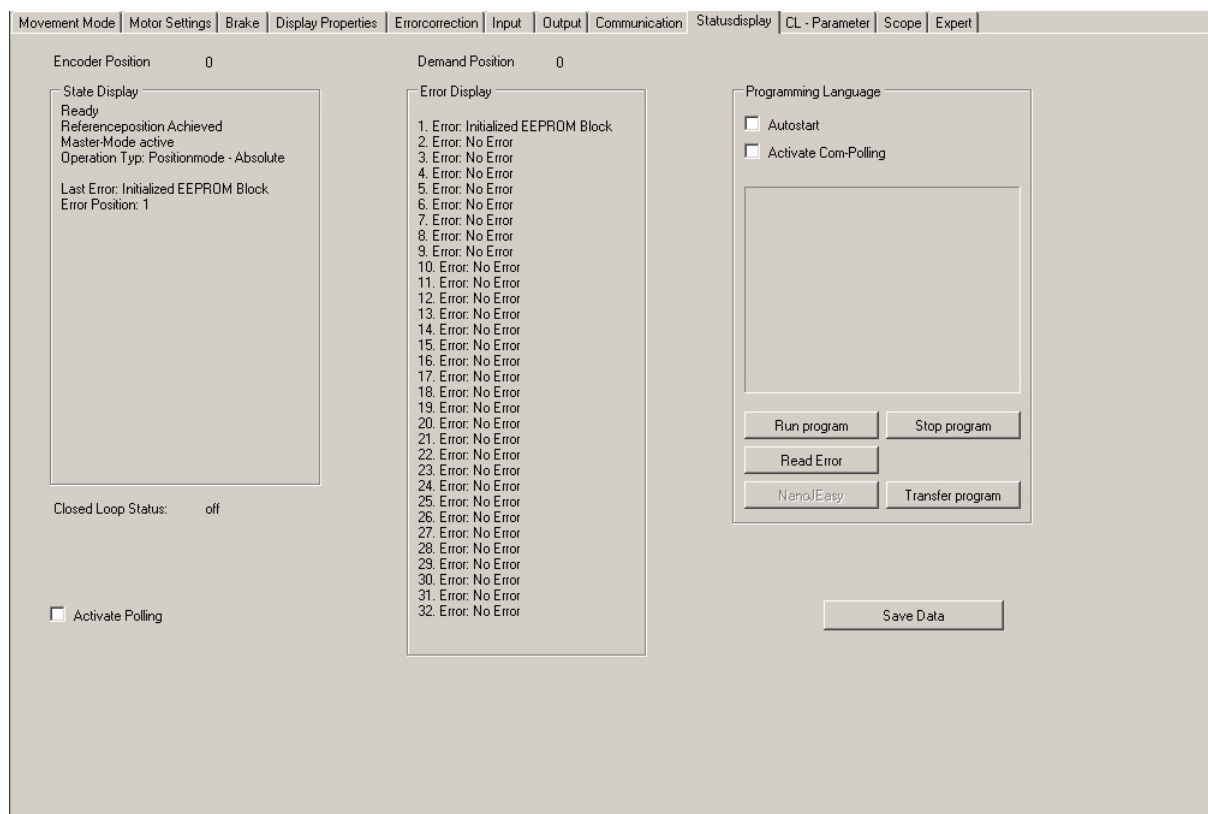 Movement Mode
Motor Settings
Brake
Display Properties
Errorcorrection
Input
Output
Communication
Statusdisplay
CL - Parameter
Scope
Expert
Encoder Position 0
Demand Position 0
State Display
Ready
Referenceposition Achieved
Master-Mode active
Operation Typ: Positionmode - Absolute
Last Error: Initialized EEPROM Block
Error Position: 1
Closed Loop Status: off
Activate Polling
Error Display
1. Error: Initialized EEPROM Block
2. Error: No Error
3. Error: No Error
4. Error: No Error
5. Error: No Error
6. Error: No Error
7. Error: No Error
8. Error: No Error
9. Error: No Error
10. Error: No Error
11. Error: No Error
12. Error: No Error
13. Error: No Error
14. Error: No Error
15. Error: No Error
16. Error: No Error
17. Error: No Error
18. Error: No Error
19. Error: No Error
20. Error: No Error
21. Error: No Error
22. Error: No Error
23. Error: No Error
24. Error: No Error
25. Error: No Error
26. Error: No Error
27. Error: No Error
28. Error: No Error
29. Error: No Error
30. Error: No Error
31. Error: No Error
32. Error: No Error
Programming Language
Autostart
Activate Com-Polling
Run program
Stop program
Read Error
NanoJEasy
Transfer program
Save Data